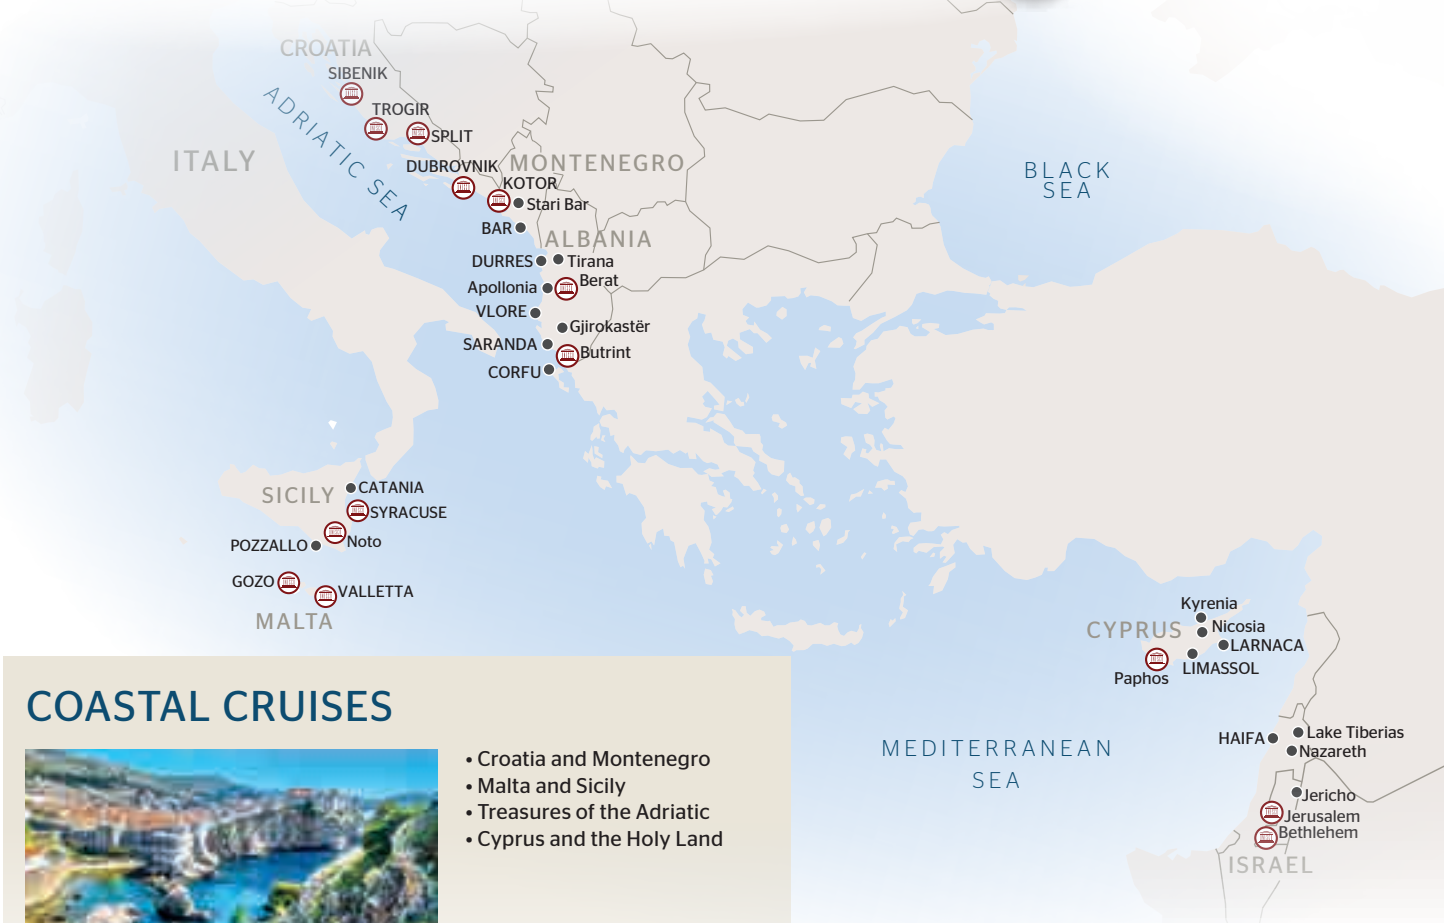 CROATIA
SIBENIK
TROGIR
SPLIT
ADRIATIC SEA
ITALY
DUBROVNIK
MONTENEGRO
KOTOR
Stari Bar
BAR
ALBANIA
DURRES
Tirana
Berat
Apollonia
VLORE
Gjirokastër
SARANDA
Butrint
CORFU
BLACK
SEA
SICILY
CATANIA
SYRACUSE
Noto
POZZALLO
GOZO
VALLETTA
MALTA
Kyrenia
CYPRUS
Nicosia
LARNACA
LIMASSOL
Paphos
MEDITERRANEAN
SEA
HAIFA
Lake Tiberias
Nazareth
Jericho
Jerusalem
Bethlehem
ISRAEL
COASTAL CRUISES
• Croatia and Montenegro
• Malta and Sicily
• Treasures of the Adriatic
• Cyprus and the Holy Land